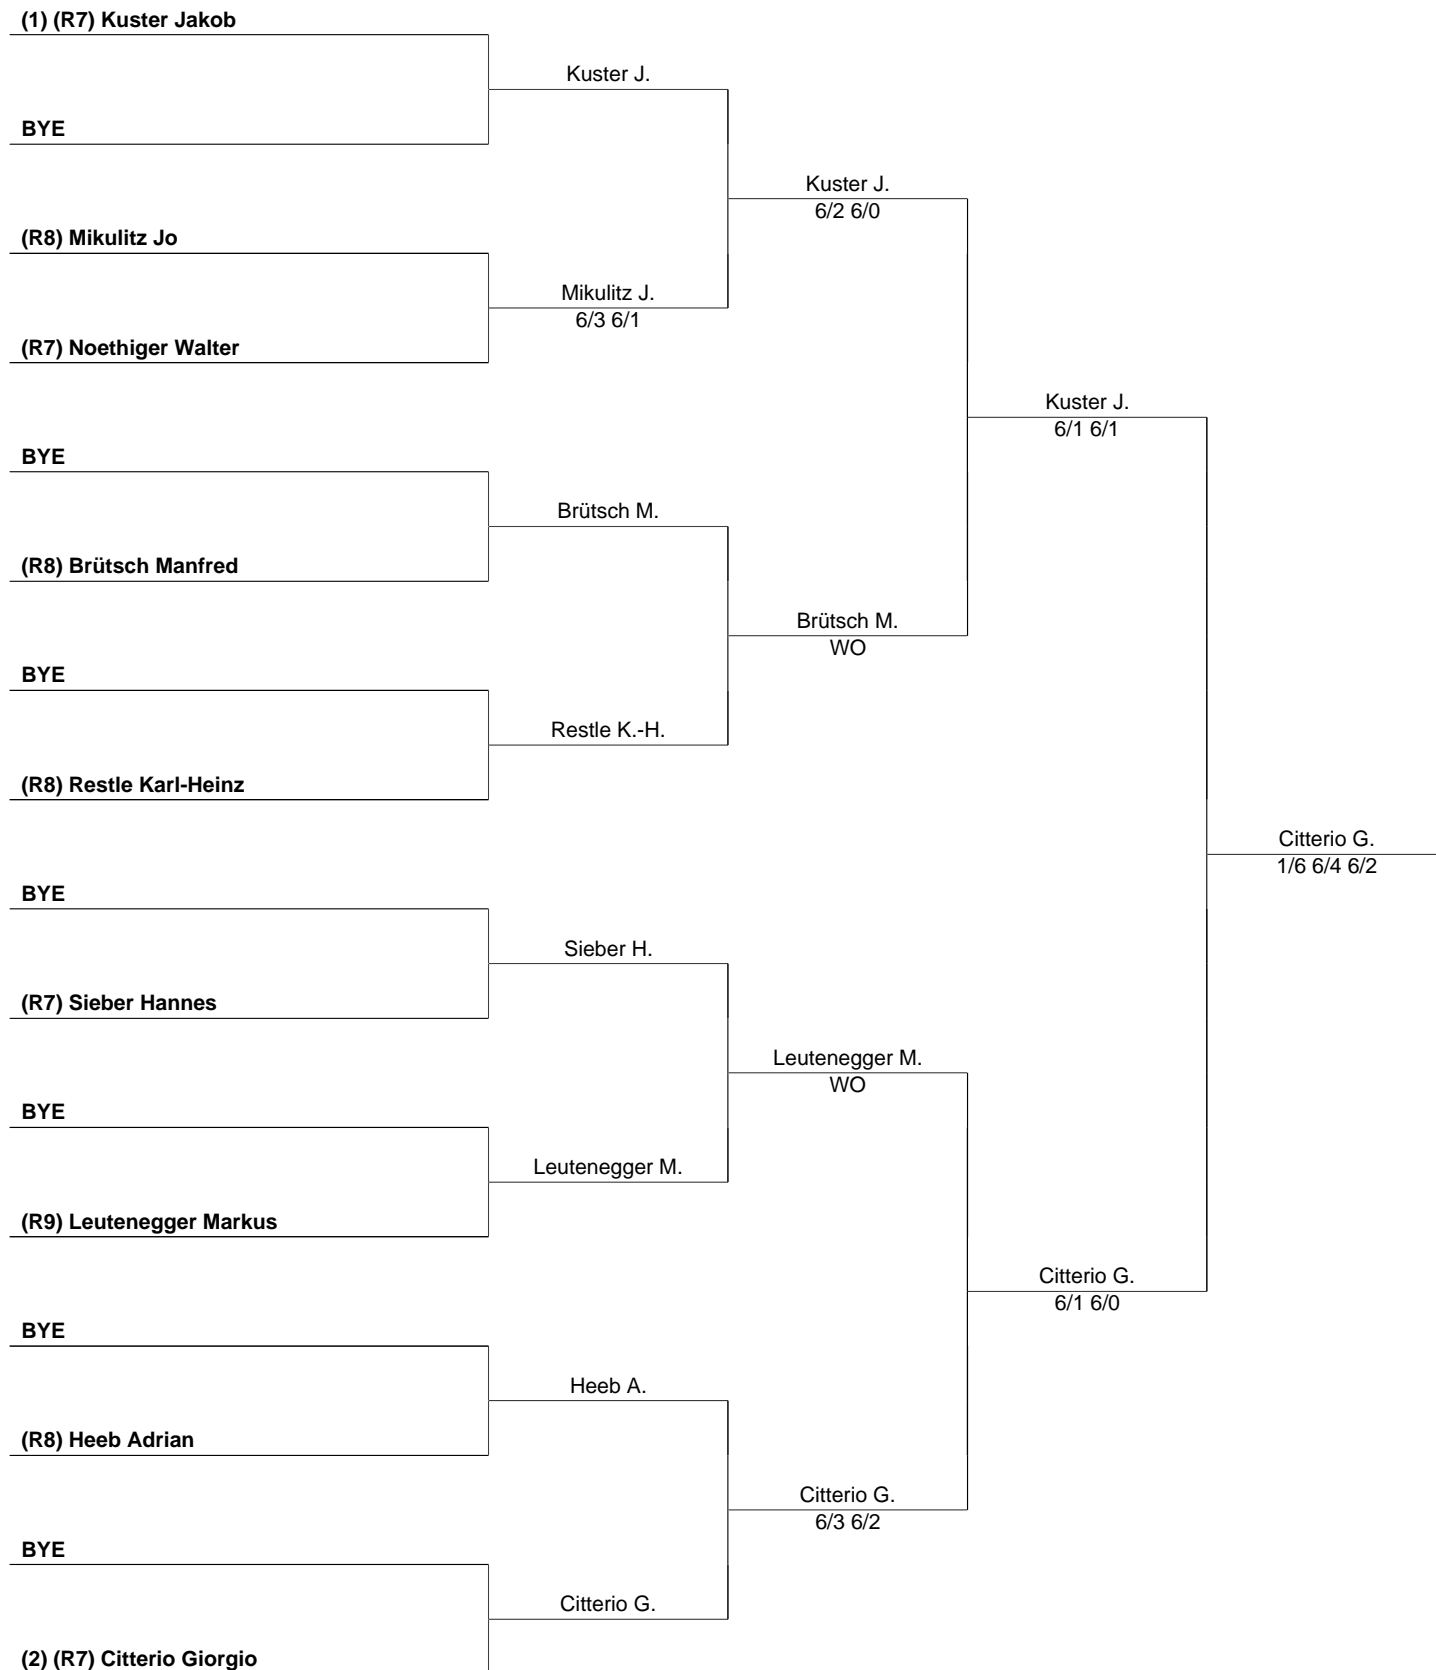 (1) (R7) Kuster Jakob
Kuster J.
BYE
Kuster J.
6/2 6/0
(R8) Mikulitz Jo
Mikulitz J.
6/3 6/1
(R7) Noethiger Walter
Kuster J.
6/1 6/1
BYE
Brütsch M.
(R8) Brütsch Manfred
Brütsch M.
WO
BYE
Restle K.-H.
(R8) Restle Karl-Heinz
Citterio G.
1/6 6/4 6/2
BYE
Sieber H.
(R7) Sieber Hannes
Leutenegger M.
WO
BYE
Leutenegger M.
(R9) Leutenegger Markus
Citterio G.
6/1 6/0
BYE
Heeb A.
(R8) Heeb Adrian
Citterio G.
6/3 6/2
BYE
Citterio G.
(2) (R7) Citterio Giorgio